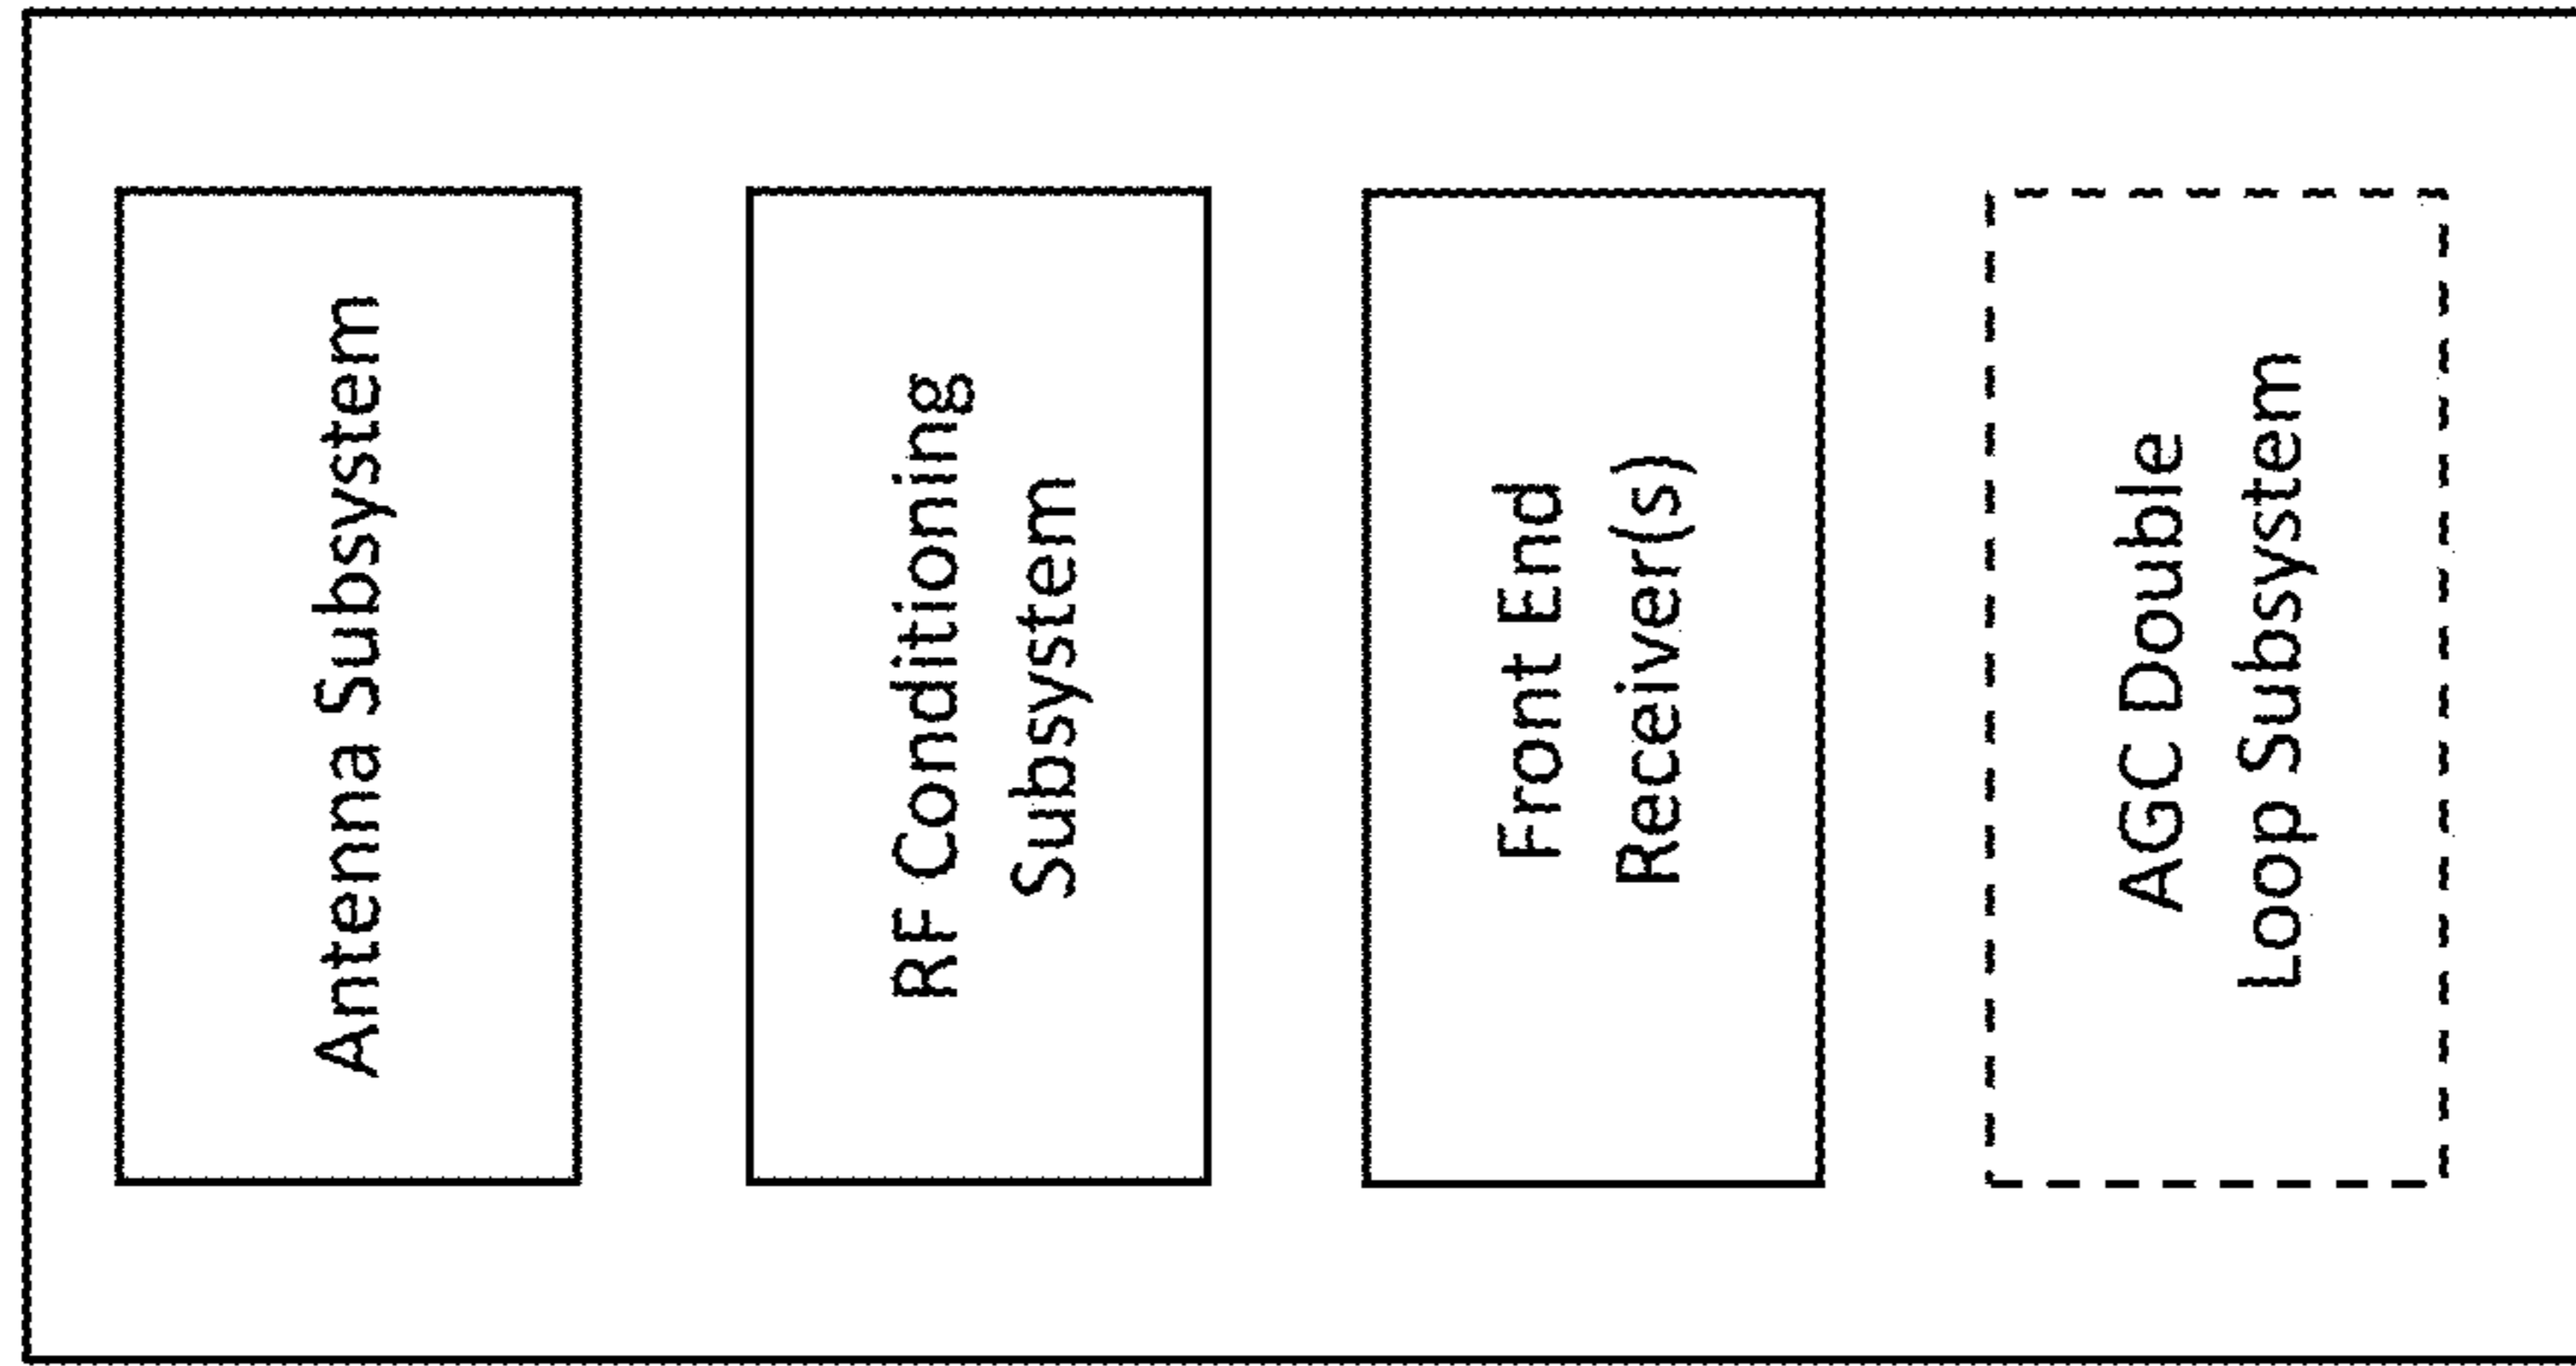 Antenna Subsystem
RF Conditioning
Subsystem
Front End
Receiver(s)
AGC Double
Loop Subsystem